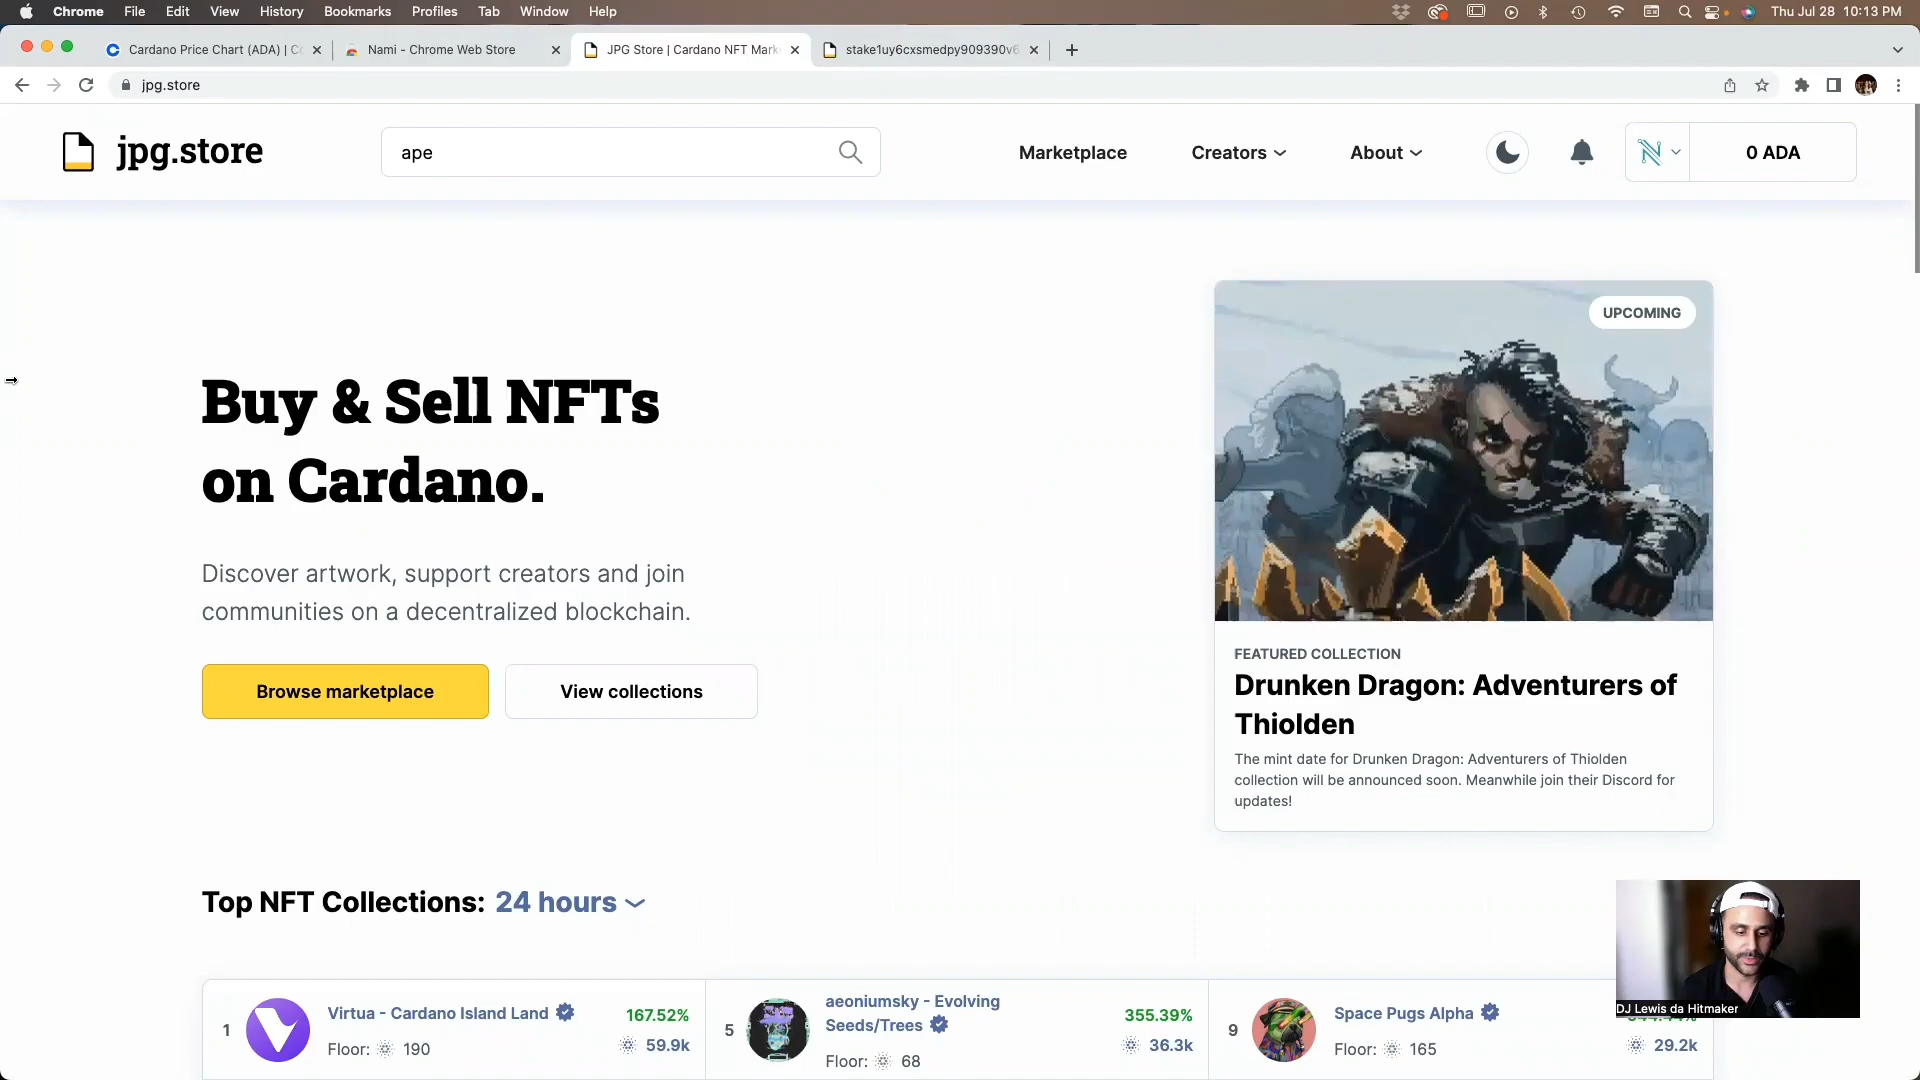 Chrome File Edit View History Bookmarks Profiles Tab Window Help Thu Jul 28 10:13 PM
Cardano Price Chart (ADA) | Co Nami - Chrome Web Store JPG Store | Cardano NFT Mark stake1uy6cxsmedpy909390v6
jpg.store
jpg.store ape Marketplace Creators About 0 ADA
UPCOMING
Buy & Sell NFTs
on Cardano.
Discover artwork, support creators and join
communities on a decentralized blockchain.
Browse marketplace View collections
FEATURED COLLECTION
Drunken Dragon: Adventurers of
Thiolden
The mint date for Drunken Dragon: Adventurers of Thiolden
collection will be announced soon. Meanwhile join their Discord for
updates!
Top NFT Collections: 24 hours
1 Virtua - Cardano Island Land 167.52%
Floor: 190 59.9k
5 aeoniumsky - Evolving
Seeds/Trees 355.39%
Floor: 68 36.3k
9 Space Pugs Alpha
Floor: 165 29.2k
DJ Lewis da Hitmaker